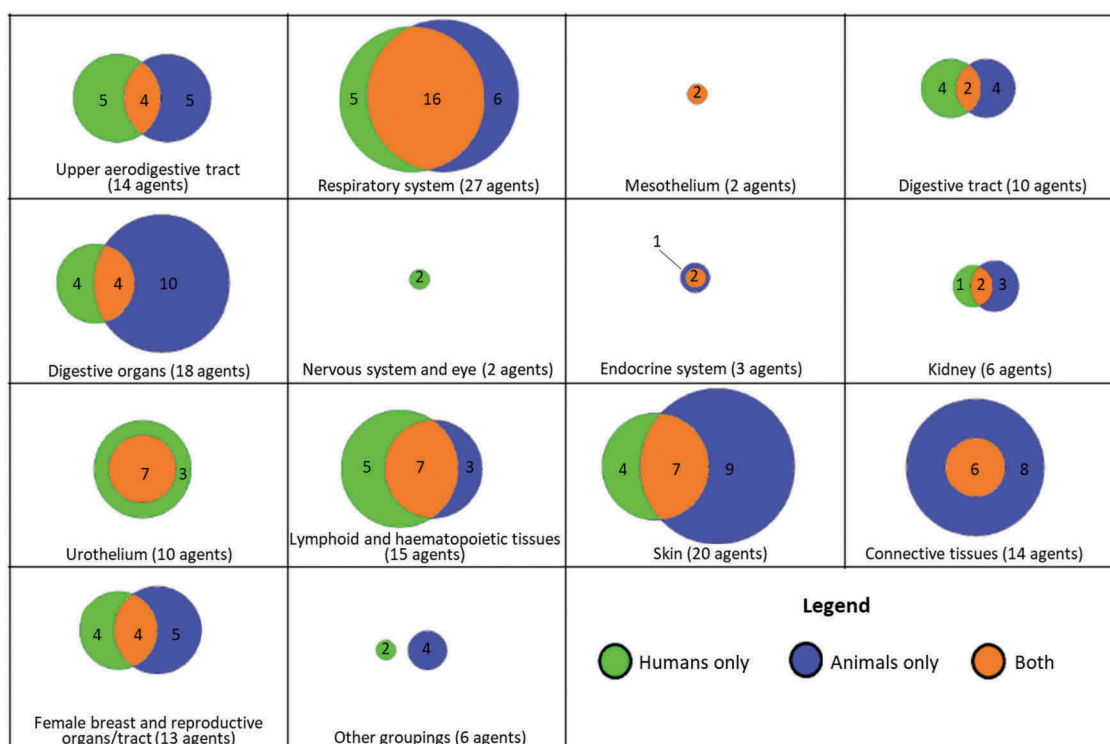 5 4 5
Upper aerodigestive tract
(14 agents)
5 16 6
Respiratory system (27 agents)
2
Mesothelium (2 agents)
4 2 4
Digestive tract (10 agents)
4 4 10
Digestive organs (18 agents)
2
Nervous system and eye (2 agents)
1
2
Endocrine system (3 agents)
1 2 3
Kidney (6 agents)
7 3
Urothelium (10 agents)
5 7 3
Lymphoid and haematopoietic tissues
(15 agents)
4 7 9
Skin (20 agents)
6 8
Connective tissues (14 agents)
4 4 5
Female breast and reproductive
organs/tract (13 agents)
2 4
Other groupings (6 agents)
Legend
Humans only
Animals only
Both